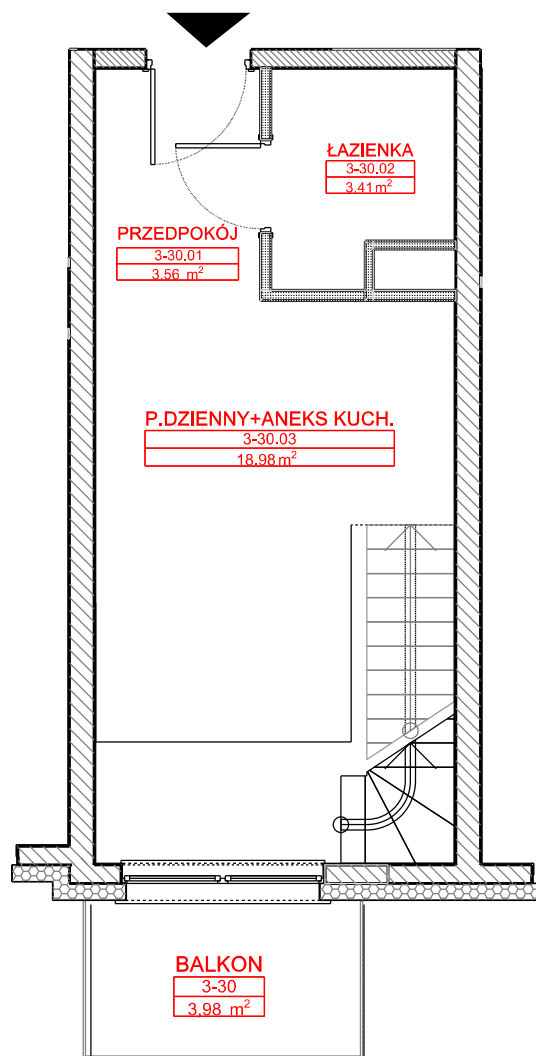 ŁAZIENKA
3-30.02
3.41 m²
PRZEDPOKÓJ
3-30.01
3.56 m²
P.DZIENNY+ANEKS KUCH.
3-30.03
18.98 m²
BALKON
3-30
3.98 m²